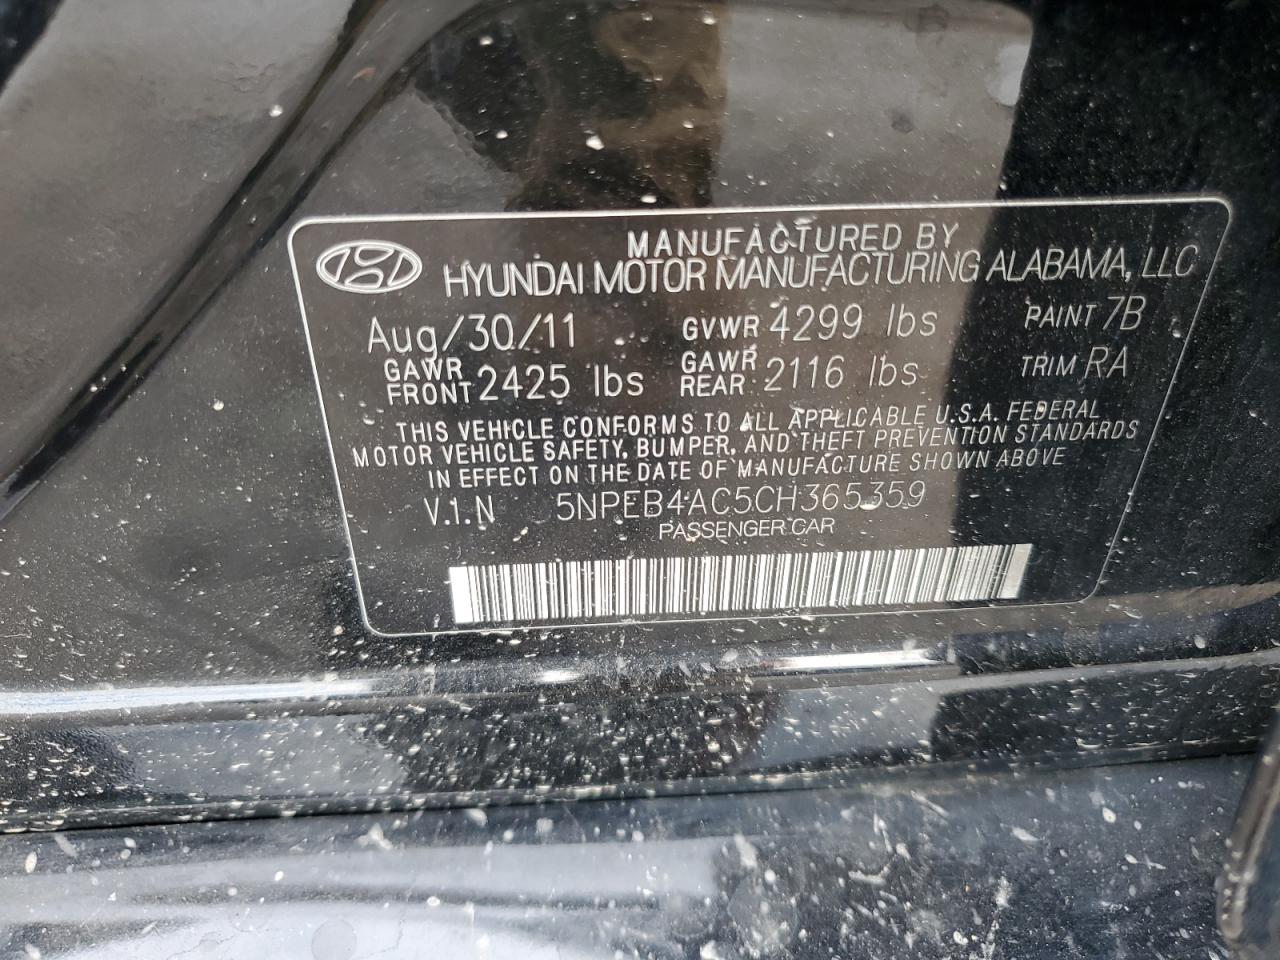 MANUFACTURED BY
HYUNDAI MOTOR MANUFACTURING ALABAMA, LLC
Aug/30/11 GVWR 4299 lbs PAINT 7B
GAWR FRONT 2425 lbs GAWR REAR 2116 lbs TRIM RA
THIS VEHICLE CONFORMS TO ALL APPLICABLE U.S.A. FEDERAL
MOTOR VEHICLE SAFETY, BUMPER, AND THEFT PREVENTION STANDARDS
IN EFFECT ON THE DATE OF MANUFACTURE SHOWN ABOVE
V.I.N 5NPEB4AC5CH365359
PASSENGER CAR